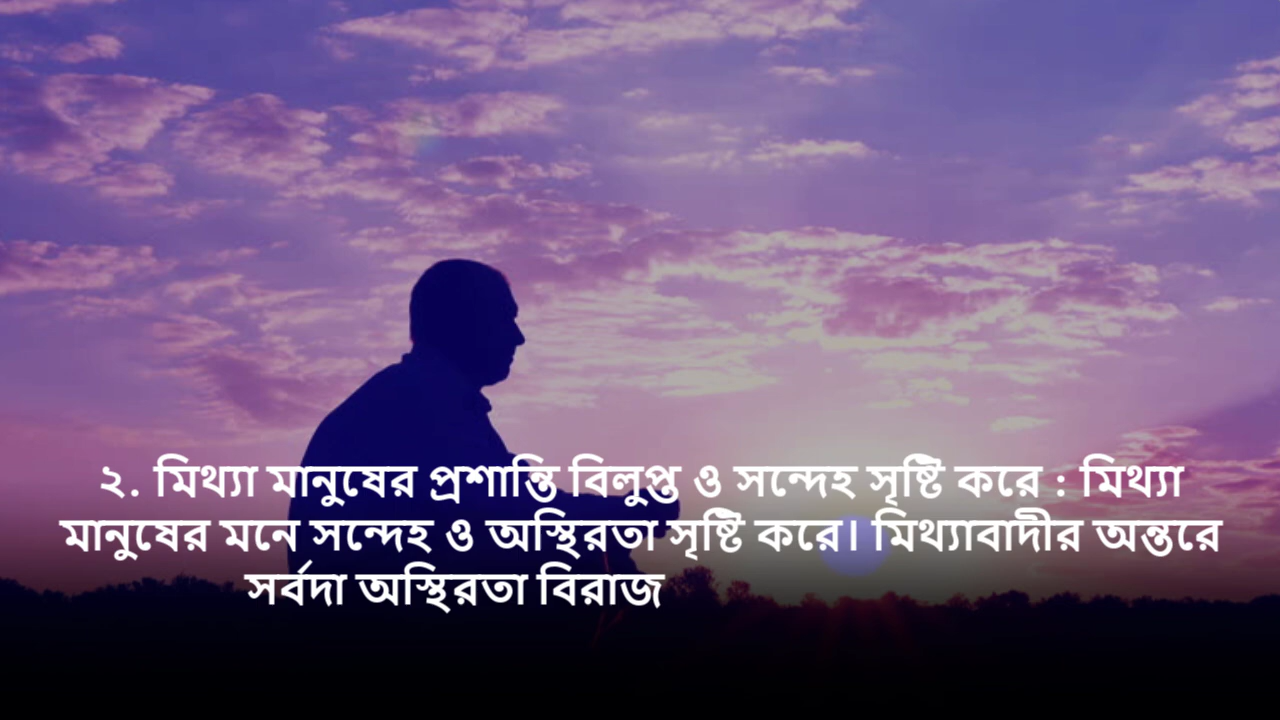 ২. মিথ্যা মানুষের প্রশান্তি বিলুপ্ত ও সন্দেহ সৃষ্টি করে : মিথ্যা
মানুষের মনে সন্দেহ ও অস্থিরতা সৃষ্টি করে। মিথ্যাবাদীর অন্তরে
সর্বদা অস্থিরতা বিরাজ